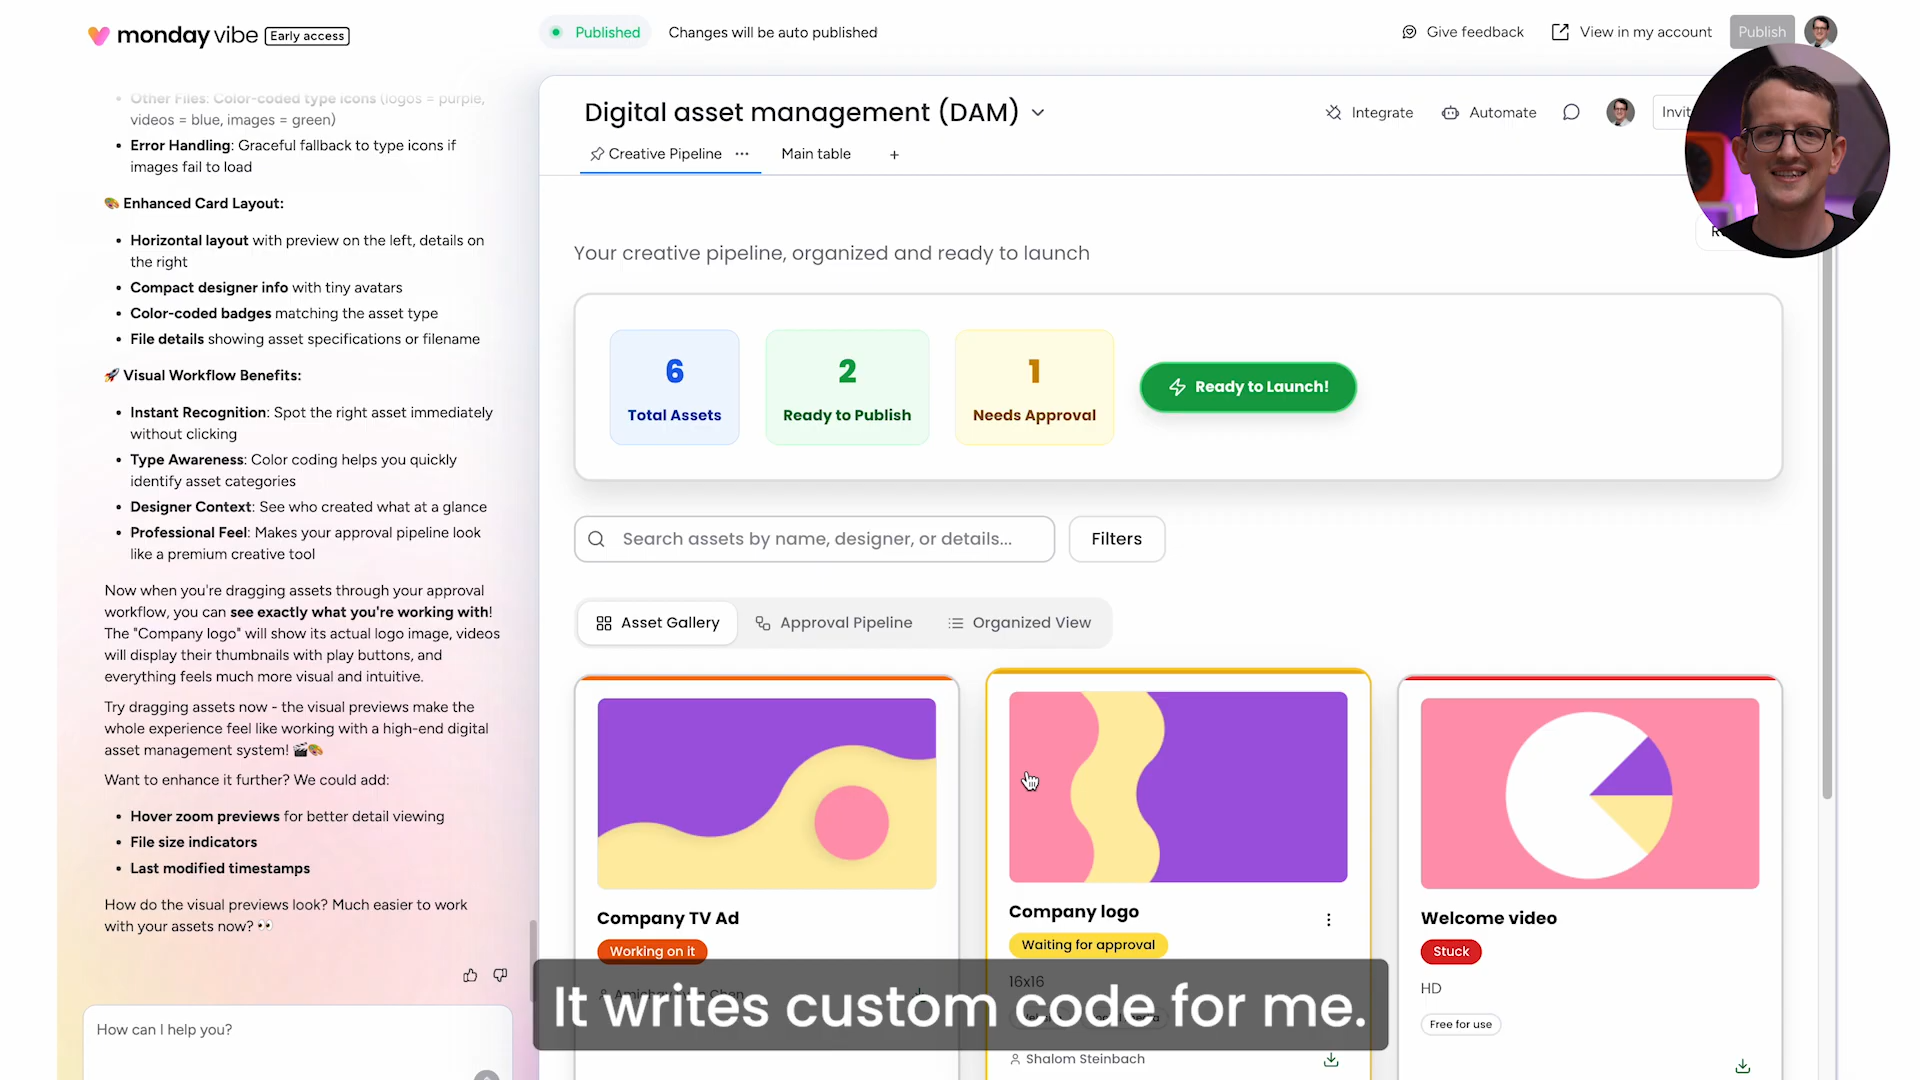 monday vibe Early access
Published
Changes will be auto published
Give feedback
View in my account
Publish
Other Files: Color-coded type icons (logos = purple,
videos = blue, images = green)
Error Handling: Graceful fallback to type icons if
images fail to load
🎨 Enhanced Card Layout:
Horizontal layout with preview on the left, details on
the right
Compact designer info with tiny avatars
Color-coded badges matching the asset type
File details showing asset specifications or filename
🚀 Visual Workflow Benefits:
Instant Recognition: Spot the right asset immediately
without clicking
Type Awareness: Color coding helps you quickly
identify asset categories
Designer Context: See who created what at a glance
Professional Feel: Makes your approval pipeline look
like a premium creative tool
Now when you're dragging assets through your approval
workflow, you can see exactly what you're working with!
The "Company logo" will show its actual logo image, videos
will display their thumbnails with play buttons, and
everything feels much more visual and intuitive.
Try dragging assets now - the visual previews make the
whole experience feel like working with a high-end digital
asset management system! 🎬🎨
Want to enhance it further? We could add:
Hover zoom previews for better detail viewing
File size indicators
Last modified timestamps
How do the visual previews look? Much easier to work
with your assets now? 👀
How can I help you?
Digital asset management (DAM)
Integrate
Automate
Invit
Creative Pipeline
Main table
Your creative pipeline, organized and ready to launch
6
Total Assets
2
Ready to Publish
1
Needs Approval
Ready to Launch!
Search assets by name, designer, or details...
Filters
Asset Gallery
Approval Pipeline
Organized View
Company TV Ad
Working on it
Company logo
Waiting for approval
16x16
Shalom Steinbach
Welcome video
Stuck
HD
Free for use
It writes custom code for me.